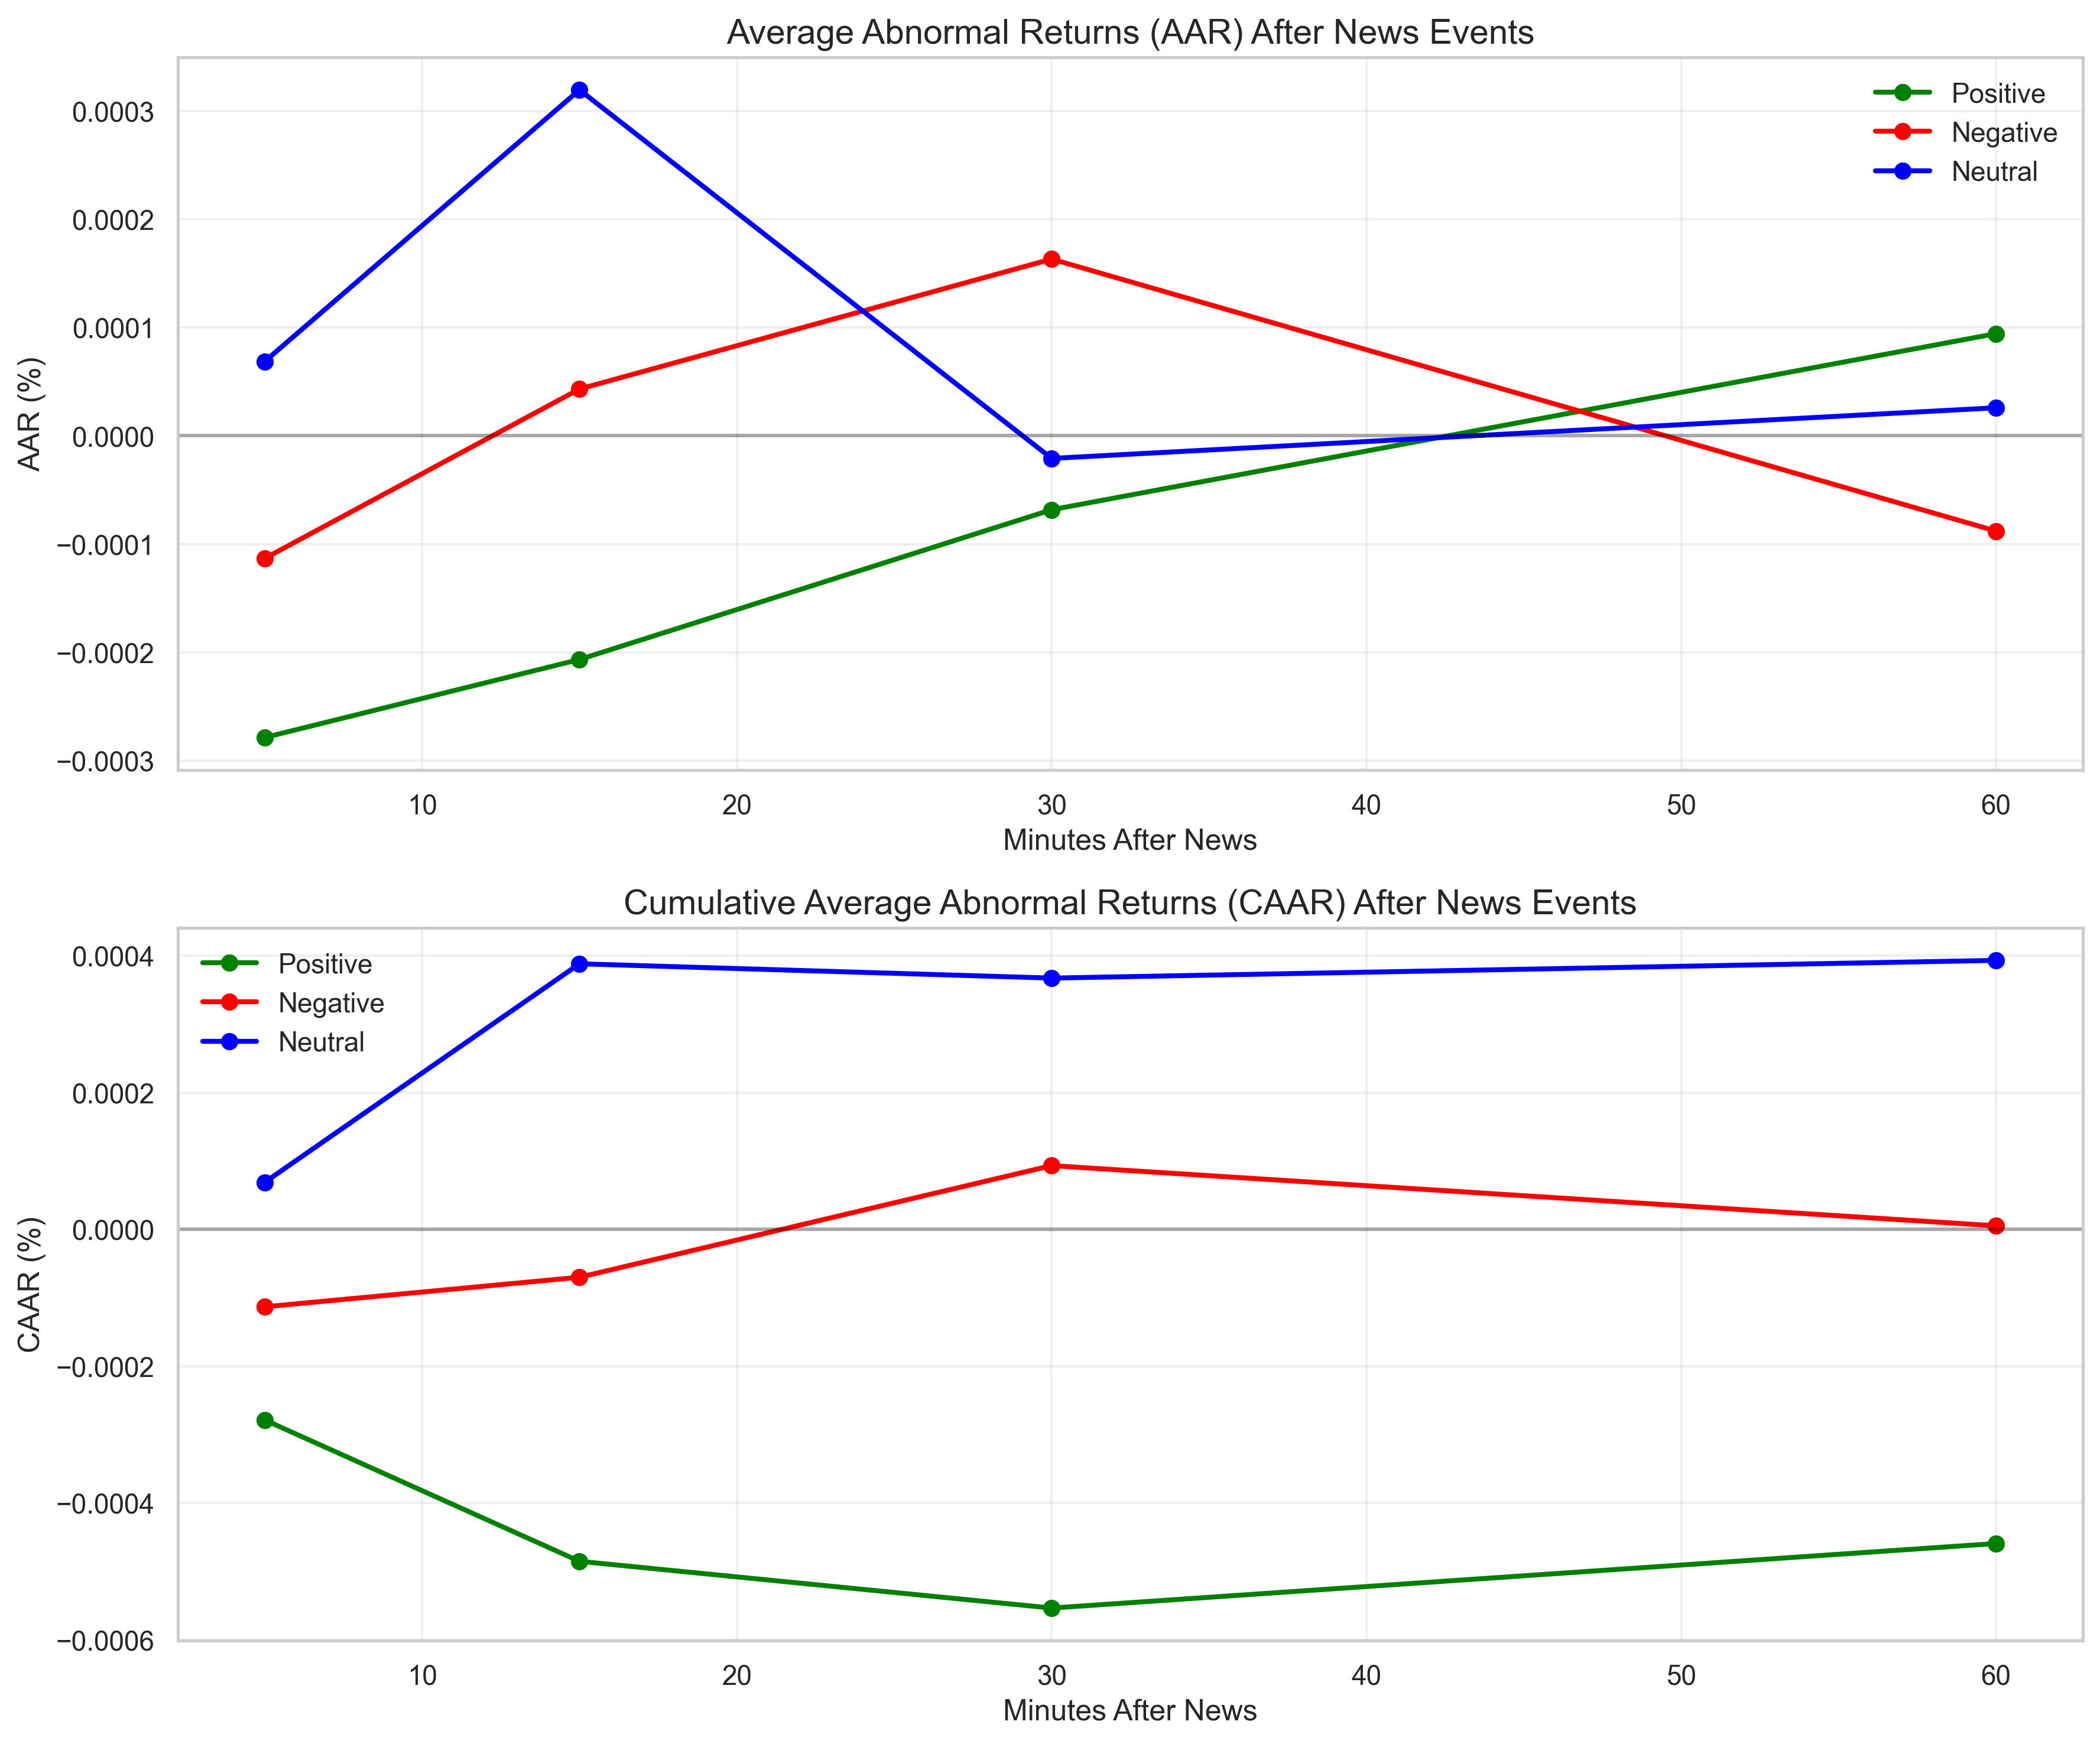 Average Abnormal Returns (AAR) After News Events
Positive
Negative
Neutral
0.0003
0.0002
0.0001
0.0000
−0.0001
−0.0002
−0.0003
AAR (%)
10 20 30 40 50 60
Minutes After News
Cumulative Average Abnormal Returns (CAAR) After News Events
Positive
Negative
Neutral
0.0004
0.0002
0.0000
−0.0002
−0.0004
−0.0006
CAAR (%)
10 20 30 40 50 60
Minutes After News